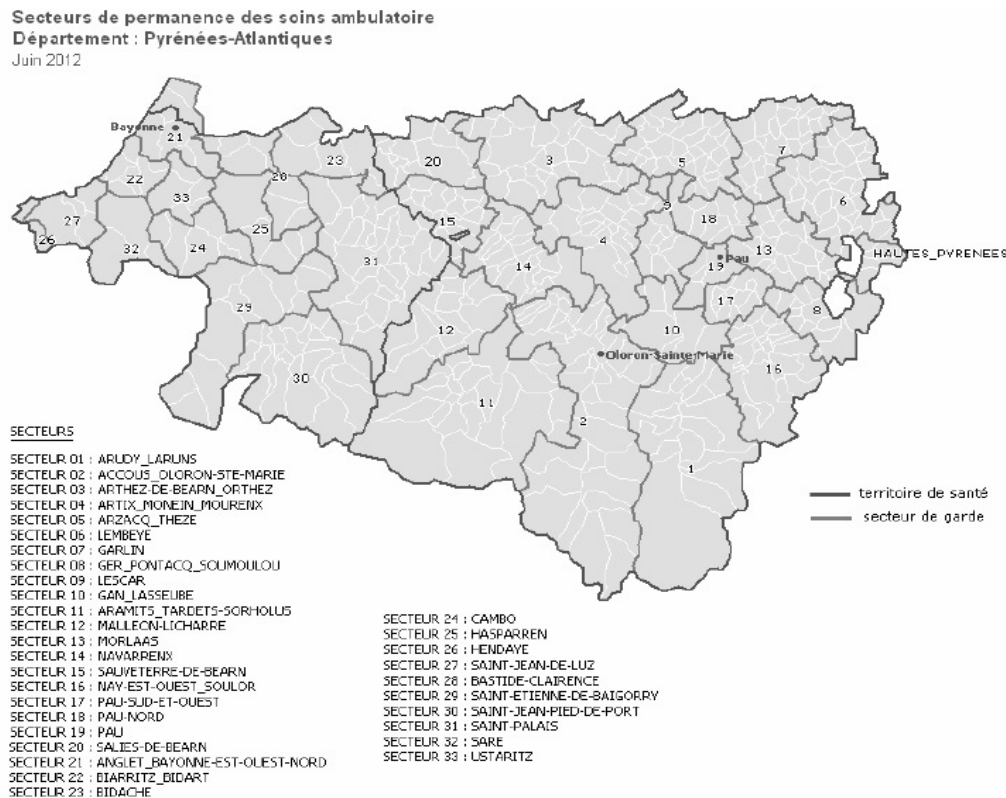 Secteurs de permanence des soins ambulatoire
Département : Pyrénées-Atlantiques
Juin 2012
Bayonne
21
23
20
3
5
7
22
33
28
9
18
6
27
15
26
32
24
25
31
14
4
19
Pau
13
HAUTES_PYRENEES
29
12
10
17
8
Oloron-Sainte-Marie
16
30
11
2
1
SECTEURS
SECTEUR 01 : ARUDY_LARUNS
SECTEUR 02 : ACCOUS_OLORON-STE-MARIE
SECTEUR 03 : ARTHEZ-DE-BEARN_ORTHEZ
SECTEUR 04 : ARTIX_MONEIN_MOURENX
SECTEUR 05 : ARZACQ_THEZE
SECTEUR 06 : LEMBEYE
SECTEUR 07 : GARLIN
SECTEUR 08 : GER_PONTACQ_SOUMOULOU
SECTEUR 09 : LESCAR
SECTEUR 10 : GAN_LASSEUBE
SECTEUR 11 : ARAMITS_TARDETS-SORHOLUS
SECTEUR 12 : MAULEON-LICHARRE
SECTEUR 13 : MORLAAS
SECTEUR 14 : NAVARRENX
SECTEUR 15 : SAUVETERRE-DE-BEARN
SECTEUR 16 : NAY-EST-OUEST_SOULOR
SECTEUR 17 : PAU-SUD-ET-OUEST
SECTEUR 18 : PAU-NORD
SECTEUR 19 : PAU
SECTEUR 20 : SALIES-DE-BEARN
SECTEUR 21 : ANGLET_BAYONNE-EST-OUEST-NORD
SECTEUR 22 : BIARRITZ_BIDART
SECTEUR 23 : BIDACHE
SECTEUR 24 : CAMBO
SECTEUR 25 : HASPARREN
SECTEUR 26 : HENDAYE
SECTEUR 27 : SAINT-JEAN-DE-LUZ
SECTEUR 28 : BASTIDE-CLAIRENCE
SECTEUR 29 : SAINT-ETIENNE-DE-BAIGORRY
SECTEUR 30 : SAINT-JEAN-PIED-DE-PORT
SECTEUR 31 : SAINT-PALAIS
SECTEUR 32 : SARE
SECTEUR 33 : USTARITZ
territoire de santé
secteur de garde